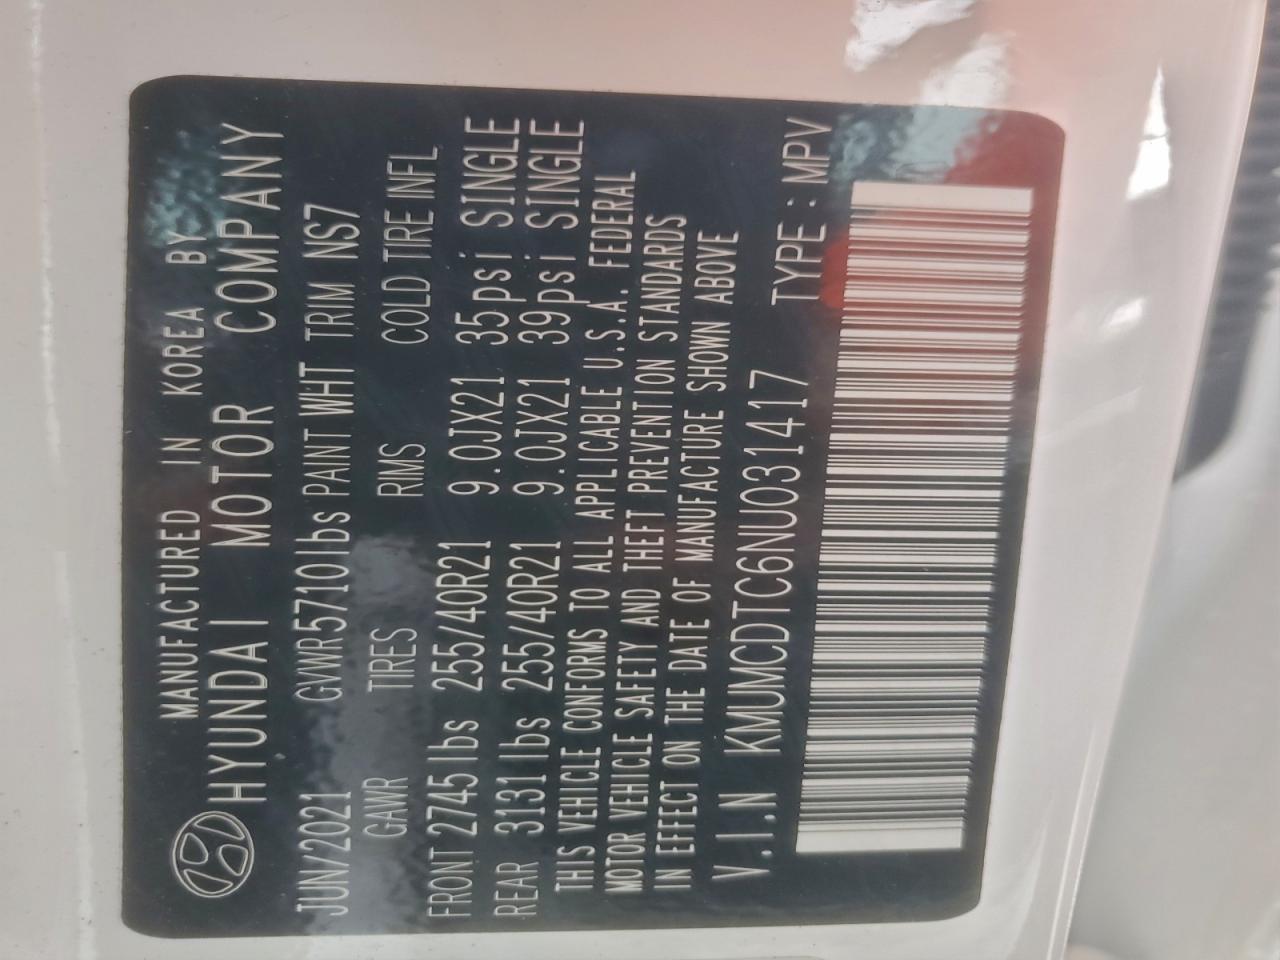 MANUFACTURED IN KOREA BY
HYUNDAI MOTOR COMPANY
JUN/2021 GVWR5710lbs PAINT WHT TRIM NS7
GAWR TIRES RIMS COLD TIRE INFL
FRONT 2745 lbs 255/40R21 9.0JX21 35psi SINGLE
REAR 3131 lbs 255/40R21 9.0JX21 39psi SINGLE
THIS VEHICLE CONFORMS TO ALL APPLICABLE U.S.A. FEDERAL
MOTOR VEHICLE SAFETY AND THEFT PREVENTION STANDARDS
IN EFFECT ON THE DATE OF MANUFACTURE SHOWN ABOVE
V.I.N KMUMCDTC6NU031417 TYPE : MPV